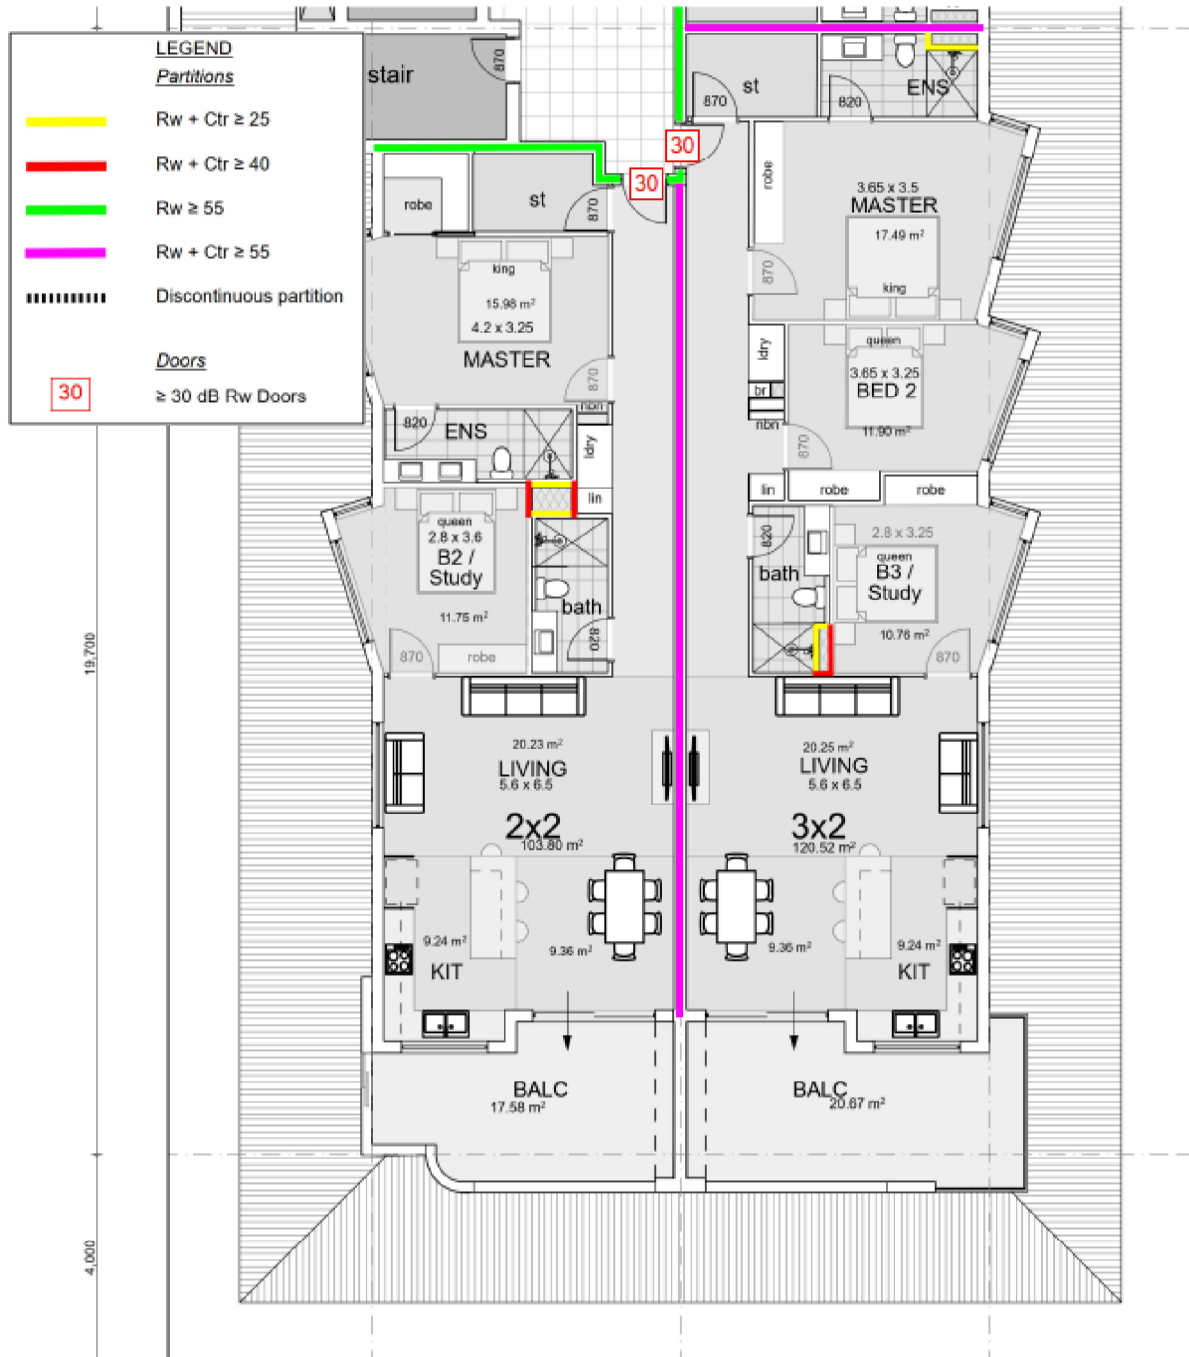 LEGEND
Partitions
Rw + Ctr ≥ 25
Rw + Ctr ≥ 40
Rw ≥ 55
Rw + Ctr ≥ 55
Discontinuous partition
Doors
30
≥ 30 dB Rw Doors
stair
870
st
870
820
ENS
30
30
robe
st
870
robe
3.65 x 3.5
MASTER
17.49 m²
king
870
king
15.98 m²
4.2 x 3.25
MASTER
870
nbn
ldry
br
nbn
queen
3.65 x 3.25
BED 2
11.90 m²
870
820
ENS
ldry
lin
lin
robe
robe
queen
2.8 x 3.6
B2 /
Study
11.75 m²
870
robe
bath
820
820
bath
2.8 x 3.25
queen
B3 /
Study
10.76 m²
870
20.23 m²
LIVING
5.6 x 6.5
2x2
103.80 m²
20.25 m²
LIVING
5.6 x 6.5
3x2
120.52 m²
9.24 m²
KIT
9.36 m²
9.36 m²
9.24 m²
KIT
BALC
17.58 m²
BALC
20.67 m²
19,700
4,000